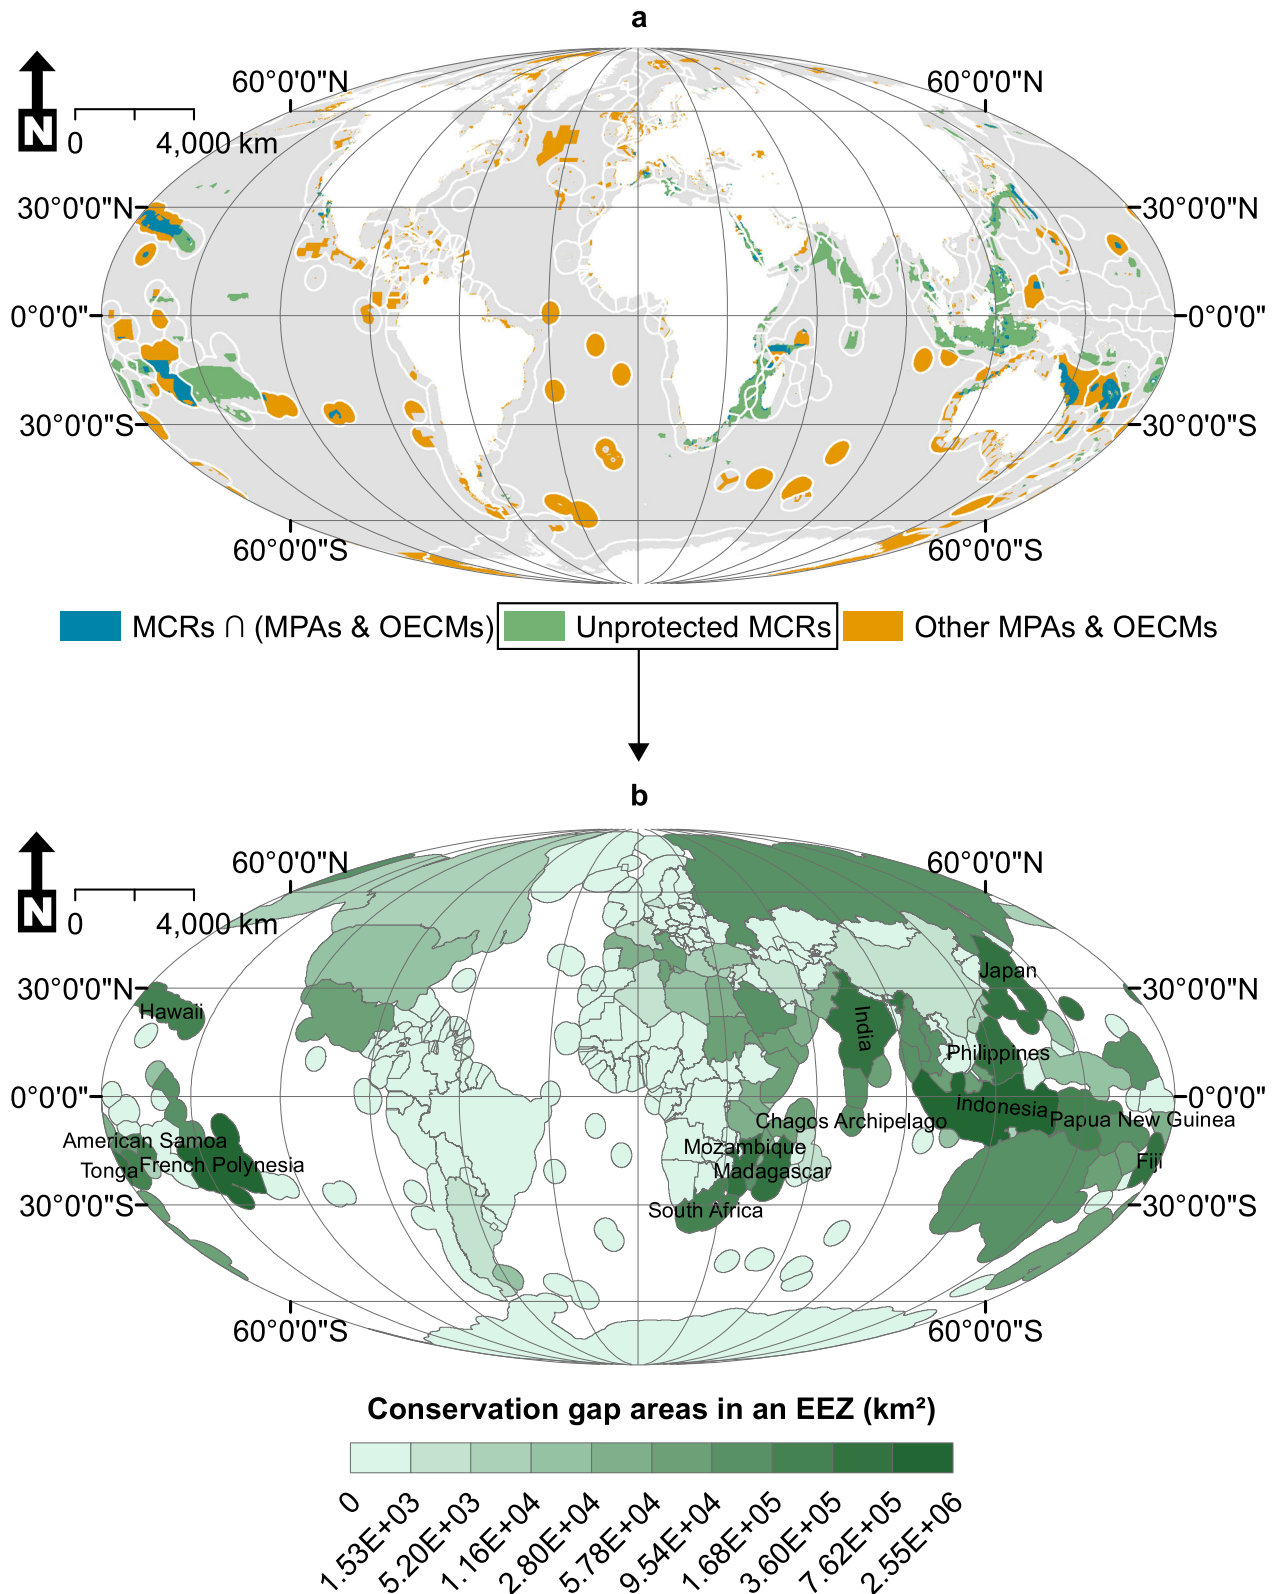 a
60°0'0"N 60°0'0"N
N
0 4,000 km
30°0'0"N 30°0'0"N
0°0'0" 0°0'0"
30°0'0"S 30°0'0"S
60°0'0"S 60°0'0"S
MCRs ∩ (MPAs & OECMs) Unprotected MCRs Other MPAs & OECMs
b
60°0'0"N 60°0'0"N
N
0 4,000 km
Japan
30°0'0"N 30°0'0"N
Hawaii
India
Philippines
0°0'0" 0°0'0"
Indonesia
Chagos Archipelago Papua New Guinea
American Samoa
Mozambique
Tonga French Polynesia Fiji
Madagascar
30°0'0"S South Africa 30°0'0"S
60°0'0"S 60°0'0"S
Conservation gap areas in an EEZ (km²)
0 1.53E+03 5.20E+03 1.16E+04 2.80E+04 5.78E+04 9.54E+04 1.68E+05 3.60E+05 7.62E+05 2.55E+06